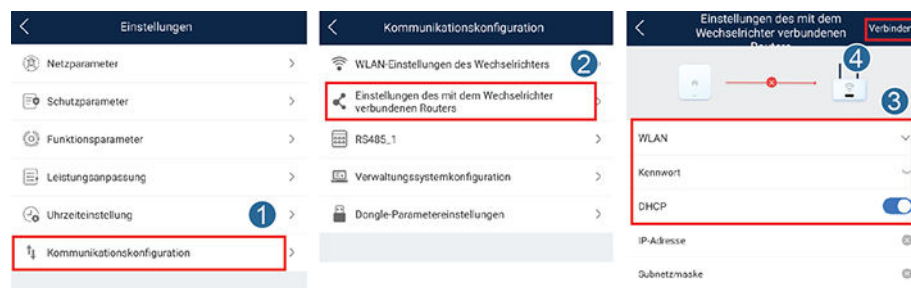 Einstellungen
Netzparameter
Schutzparameter
Funktionsparameter
Leistungsanpassung
Uhrzeiteinstellung
1
Kommunikationskonfiguration
Kommunikationskonfiguration
WLAN-Einstellungen des Wechselrichters
2
Einstellungen des mit dem Wechselrichter
verbundenen Routers
RS485_1
Verwaltungssystemkonfiguration
Dongle-Parametereinstellungen
Einstellungen des mit dem
Wechselrichter verbundenen
Routers
Verbinden
4
3
WLAN
Kennwort
DHCP
IP-Adresse
Subnetzmaske